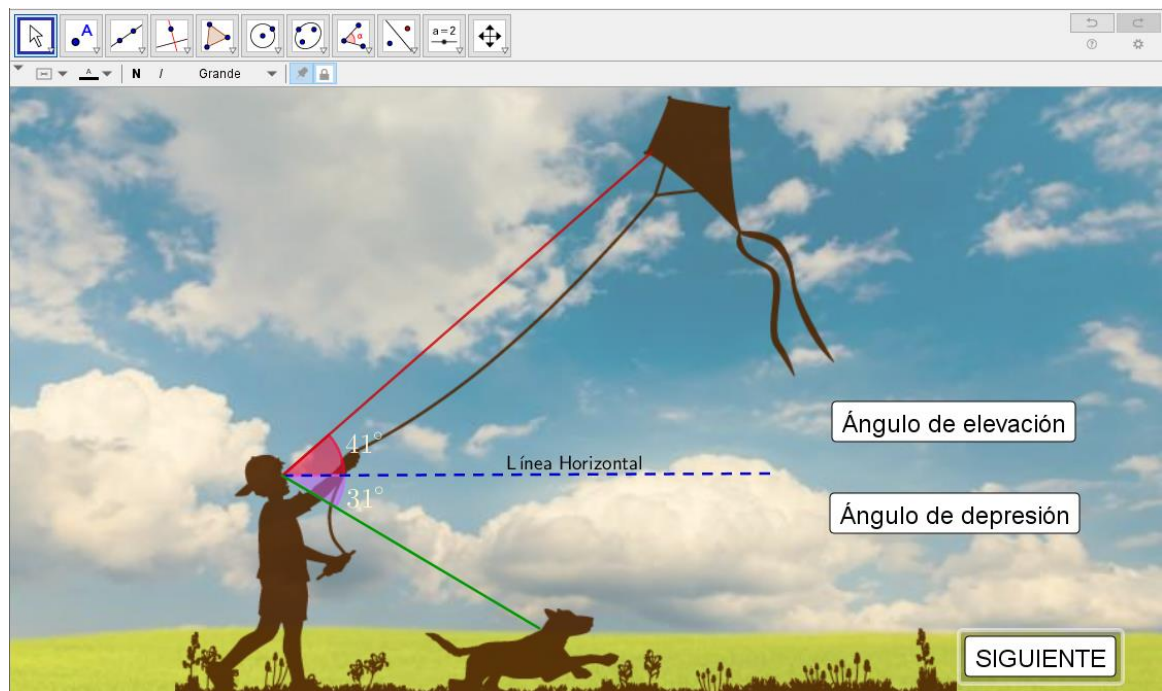 A
α
a=2
A
N
I
Grande
41°
Línea Horizontal
31°
Ángulo de elevación
Ángulo de depresión
SIGUIENTE